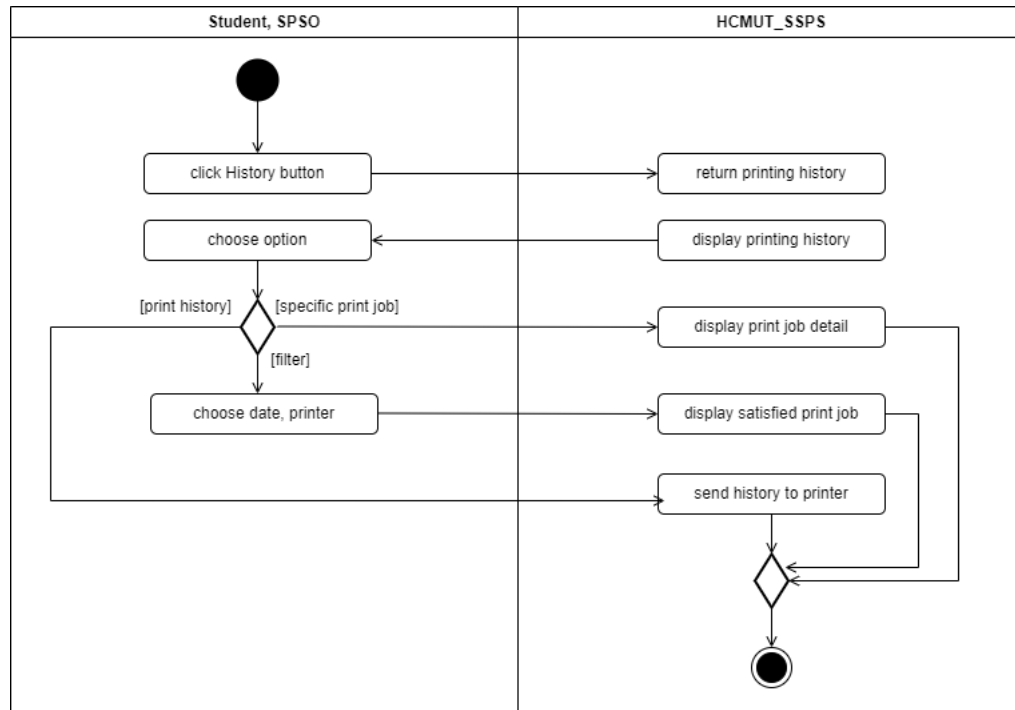 Student, SPSO
HCMUT_SSPS
click History button
return printing history
choose option
display printing history
[print history]
[specific print job]
display print job detail
[filter]
choose date, printer
display satisfied print job
send history to printer